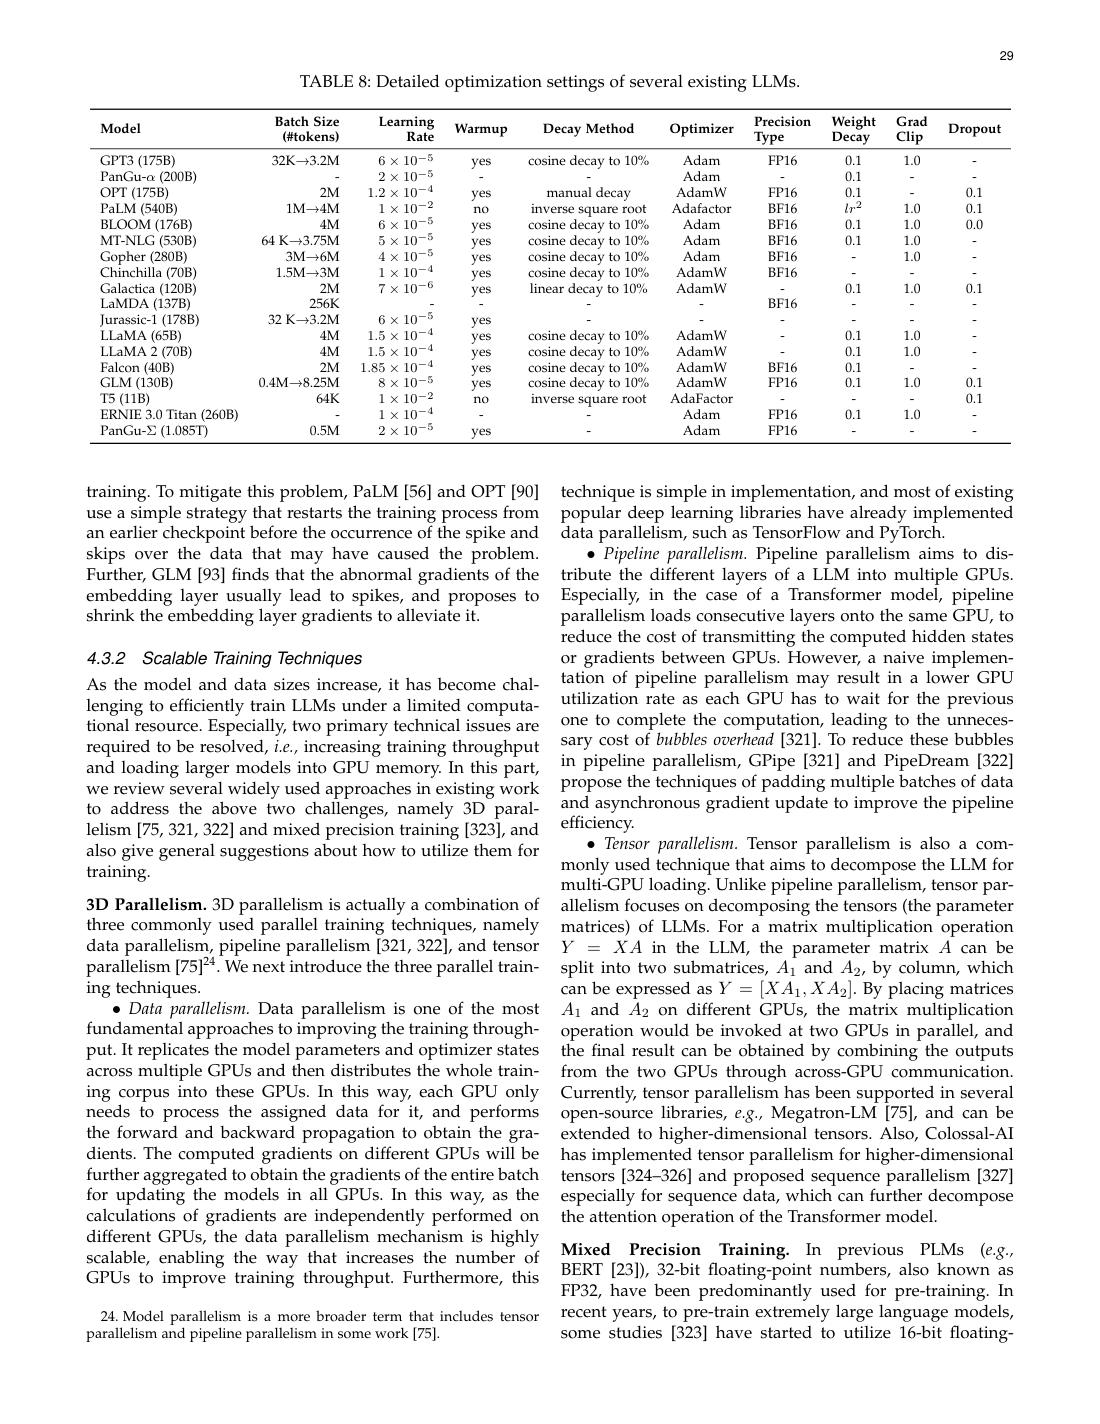 29
TABLE 8: Detailed optimization settings of several existing LLMs.
Model Batch Size (#tokens) Learning Rate Warmup Decay Method Optimizer Precision Type Weight Decay Grad Clip Dropout
GPT3 (175B) 32K→3.2M 6 × 10⁻⁵ yes cosine decay to 10% Adam FP16 0.1 1.0 -
PanGu-α (200B) - 2 × 10⁻⁵ - - Adam - 0.1 - -
OPT (175B) 2M 1.2 × 10⁻⁴ yes manual decay AdamW FP16 0.1 - 0.1
PaLM (540B) 1M→4M 1 × 10⁻² no inverse square root Adafactor BF16 lr² 1.0 0.1
BLOOM (176B) 4M 6 × 10⁻⁵ yes cosine decay to 10% Adam BF16 0.1 1.0 0.0
MT-NLG (530B) 64 K→3.75M 5 × 10⁻⁵ yes cosine decay to 10% Adam BF16 0.1 1.0 -
Gopher (280B) 3M→6M 4 × 10⁻⁵ yes cosine decay to 10% Adam BF16 - 1.0 -
Chinchilla (70B) 1.5M→3M 1 × 10⁻⁴ yes cosine decay to 10% AdamW BF16 - - -
Galactica (120B) 2M 7 × 10⁻⁶ yes linear decay to 10% AdamW - 0.1 1.0 0.1
LaMDA (137B) 256K - - - - BF16 - - -
Jurassic-1 (178B) 32 K→3.2M 6 × 10⁻⁵ yes - - - - - -
LLaMA (65B) 4M 1.5 × 10⁻⁴ yes cosine decay to 10% AdamW - 0.1 1.0 -
LLaMA 2 (70B) 4M 1.5 × 10⁻⁴ yes cosine decay to 10% AdamW - 0.1 1.0 -
Falcon (40B) 2M 1.85 × 10⁻⁴ yes cosine decay to 10% AdamW BF16 0.1 - -
GLM (130B) 0.4M→8.25M 8 × 10⁻⁵ yes cosine decay to 10% AdamW FP16 0.1 1.0 0.1
T5 (11B) 64K 1 × 10⁻² no inverse square root AdaFactor - - - 0.1
ERNIE 3.0 Titan (260B) - 1 × 10⁻⁴ - - Adam FP16 0.1 1.0 -
PanGu-Σ (1.085T) 0.5M 2 × 10⁻⁵ yes - Adam FP16 - - -
training. To mitigate this problem, PaLM [56] and OPT [90]
use a simple strategy that restarts the training process from
an earlier checkpoint before the occurrence of the spike and
skips over the data that may have caused the problem.
Further, GLM [93] finds that the abnormal gradients of the
embedding layer usually lead to spikes, and proposes to
shrink the embedding layer gradients to alleviate it.
4.3.2 Scalable Training Techniques
As the model and data sizes increase, it has become chal-
lenging to efficiently train LLMs under a limited computa-
tional resource. Especially, two primary technical issues are
required to be resolved, i.e., increasing training throughput
and loading larger models into GPU memory. In this part,
we review several widely used approaches in existing work
to address the above two challenges, namely 3D paral-
lelism [75, 321, 322] and mixed precision training [323], and
also give general suggestions about how to utilize them for
training.
3D Parallelism. 3D parallelism is actually a combination of
three commonly used parallel training techniques, namely
data parallelism, pipeline parallelism [321, 322], and tensor
parallelism [75]²⁴. We next introduce the three parallel train-
ing techniques.
• Data parallelism. Data parallelism is one of the most
fundamental approaches to improving the training through-
put. It replicates the model parameters and optimizer states
across multiple GPUs and then distributes the whole train-
ing corpus into these GPUs. In this way, each GPU only
needs to process the assigned data for it, and performs
the forward and backward propagation to obtain the gra-
dients. The computed gradients on different GPUs will be
further aggregated to obtain the gradients of the entire batch
for updating the models in all GPUs. In this way, as the
calculations of gradients are independently performed on
different GPUs, the data parallelism mechanism is highly
scalable, enabling the way that increases the number of
GPUs to improve training throughput. Furthermore, this
24. Model parallelism is a more broader term that includes tensor
parallelism and pipeline parallelism in some work [75].
technique is simple in implementation, and most of existing
popular deep learning libraries have already implemented
data parallelism, such as TensorFlow and PyTorch.
• Pipeline parallelism. Pipeline parallelism aims to dis-
tribute the different layers of a LLM into multiple GPUs.
Especially, in the case of a Transformer model, pipeline
parallelism loads consecutive layers onto the same GPU, to
reduce the cost of transmitting the computed hidden states
or gradients between GPUs. However, a naive implemen-
tation of pipeline parallelism may result in a lower GPU
utilization rate as each GPU has to wait for the previous
one to complete the computation, leading to the unneces-
sary cost of bubbles overhead [321]. To reduce these bubbles
in pipeline parallelism, GPipe [321] and PipeDream [322]
propose the techniques of padding multiple batches of data
and asynchronous gradient update to improve the pipeline
efficiency.
• Tensor parallelism. Tensor parallelism is also a com-
monly used technique that aims to decompose the LLM for
multi-GPU loading. Unlike pipeline parallelism, tensor par-
allelism focuses on decomposing the tensors (the parameter
matrices) of LLMs. For a matrix multiplication operation
Y = XA in the LLM, the parameter matrix A can be
split into two submatrices, A₁ and A₂, by column, which
can be expressed as Y = [XA₁, XA₂]. By placing matrices
A₁ and A₂ on different GPUs, the matrix multiplication
operation would be invoked at two GPUs in parallel, and
the final result can be obtained by combining the outputs
from the two GPUs through across-GPU communication.
Currently, tensor parallelism has been supported in several
open-source libraries, e.g., Megatron-LM [75], and can be
extended to higher-dimensional tensors. Also, Colossal-AI
has implemented tensor parallelism for higher-dimensional
tensors [324–326] and proposed sequence parallelism [327]
especially for sequence data, which can further decompose
the attention operation of the Transformer model.
Mixed Precision Training. In previous PLMs (e.g.,
BERT [23]), 32-bit floating-point numbers, also known as
FP32, have been predominantly used for pre-training. In
recent years, to pre-train extremely large language models,
some studies [323] have started to utilize 16-bit floating-